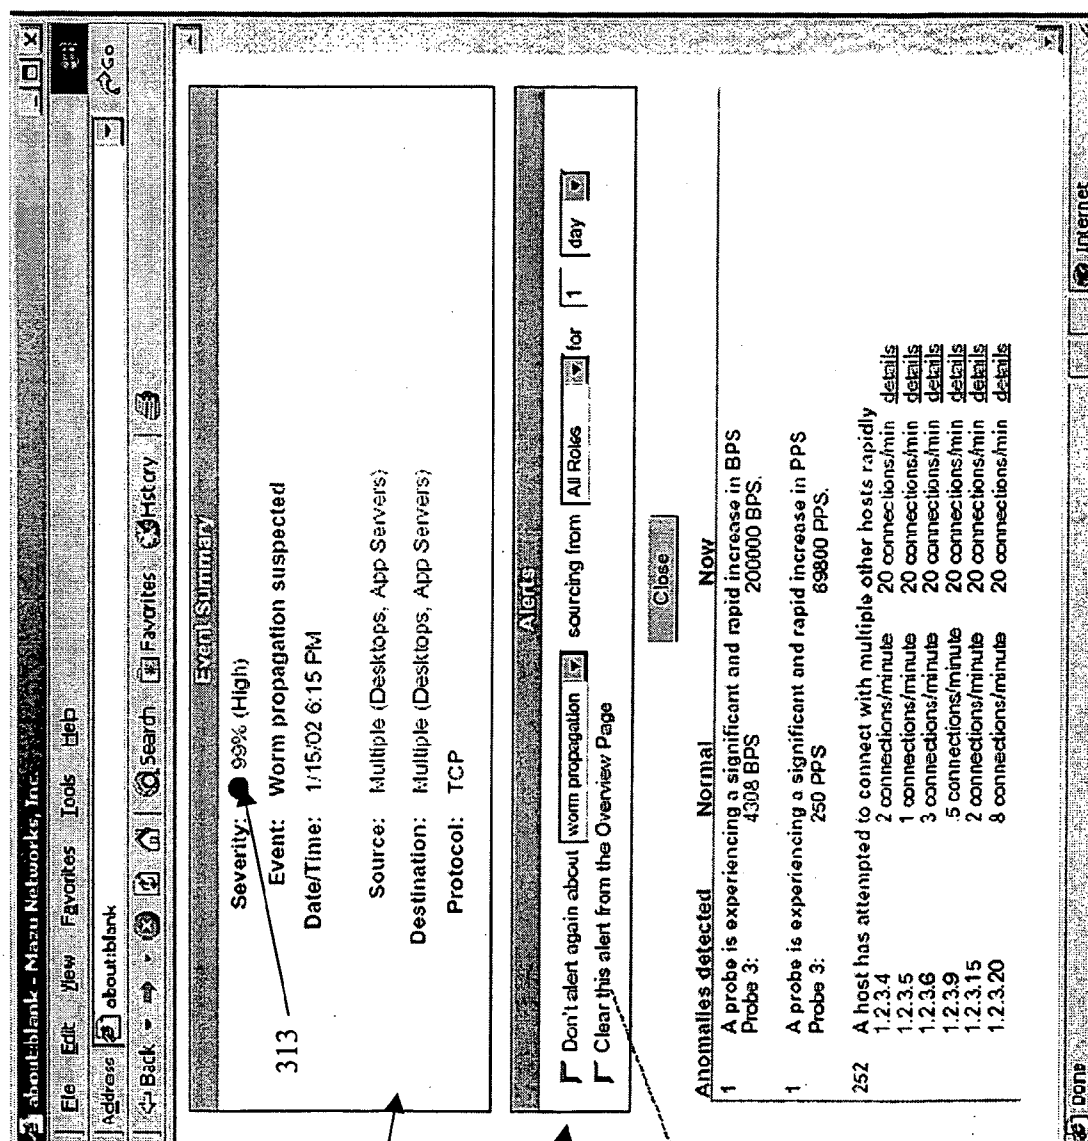 about:blank - Mazu Networks, Inc.
File Edit View Favorites Tools Help
Address about:blank Go
Back Search Favorites History
Event Summary
Severity: 99% (High)
313
Event: Worm propagation suspected
Date/Time: 1/15/02 6:15 PM
Source: Multiple (Desktops, App Servers)
Destination: Multiple (Desktops, App Servers)
Protocol: TCP
Alerts
Don't alert again about worm propagation sourcing from All Roles for 1 day
Clear this alert from the Overview Page
Close
Anomalies detected Normal Now
1 A probe is experiencing a significant and rapid increase in BPS
Probe 3: 4308 BPS 200000 BPS.
1 A probe is experiencing a significant and rapid increase in PPS
Probe 3: 250 PPS 69800 PPS.
252 A host has attempted to connect with multiple other hosts rapidly
1.2.3.4 2 connections/minute 20 connections/min details
1.2.3.5 1 connections/minute 20 connections/min details
1.2.3.6 3 connections/minute 20 connections/min details
1.2.3.9 .5 connections/minute 20 connections/min details
1.2.3.15 2 connections/minute 20 connections/min details
1.2.3.20 8 connections/minute 20 connections/min details
Done Internet